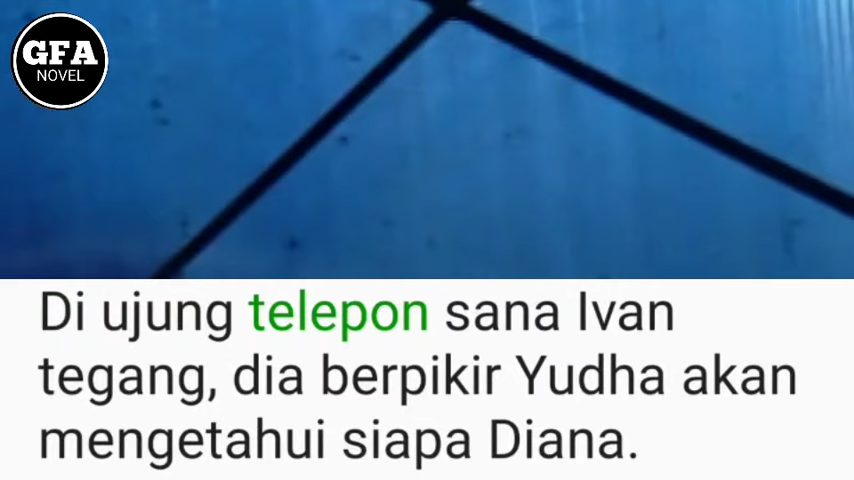 GFA
NOVEL
Di ujung telepon sana Ivan
tegang, dia berpikir Yudha akan
mengetahui siapa Diana.